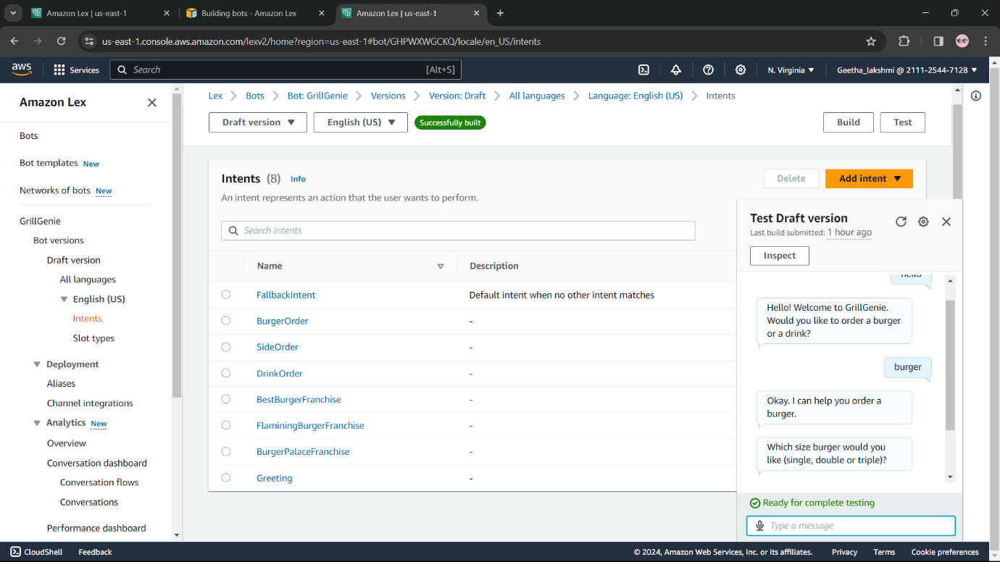 Amazon Lex | us-east-1
Building bots - Amazon Lex
Amazon Lex | us-east-1
us-east-1.console.aws.amazon.com/lexv2/home?region=us-east-1#bot/GHPWXWGCKQ/locale/en_US/intents
aws
Services
Search
[Alt+S]
N. Virginia
Geetha_lakshmi @ 2111-2544-7128
Amazon Lex
Bots
Bot templates New
Networks of bots New
GrillGenie
Bot versions
Draft version
All languages
English (US)
Intents
Slot types
Deployment
Aliases
Channel integrations
Analytics New
Overview
Conversation dashboard
Conversation flows
Conversations
Performance dashboard
Lex > Bots > Bot: GrillGenie > Versions > Version: Draft > All languages > Language: English (US) > Intents
Draft version
English (US)
Successfully built
Build
Test
Intents (8) Info
An intent represents an action that the user wants to perform.
Delete
Add intent
Search intents
Name
Description
FallbackIntent
Default intent when no other intent matches
BurgerOrder
-
SideOrder
-
DrinkOrder
-
BestBurgerFranchise
-
FlaminingBurgerFranchise
-
BurgerPalaceFranchise
-
Greeting
-
Test Draft version
Last build submitted: 1 hour ago
Inspect
hello
Hello! Welcome to GrillGenie.
Would you like to order a burger
or a drink?
burger
Okay. I can help you order a
burger.
Which size burger would you
like (single, double or triple)?
Ready for complete testing
Type a message
CloudShell
Feedback
© 2024, Amazon Web Services, Inc. or its affiliates.
Privacy
Terms
Cookie preferences